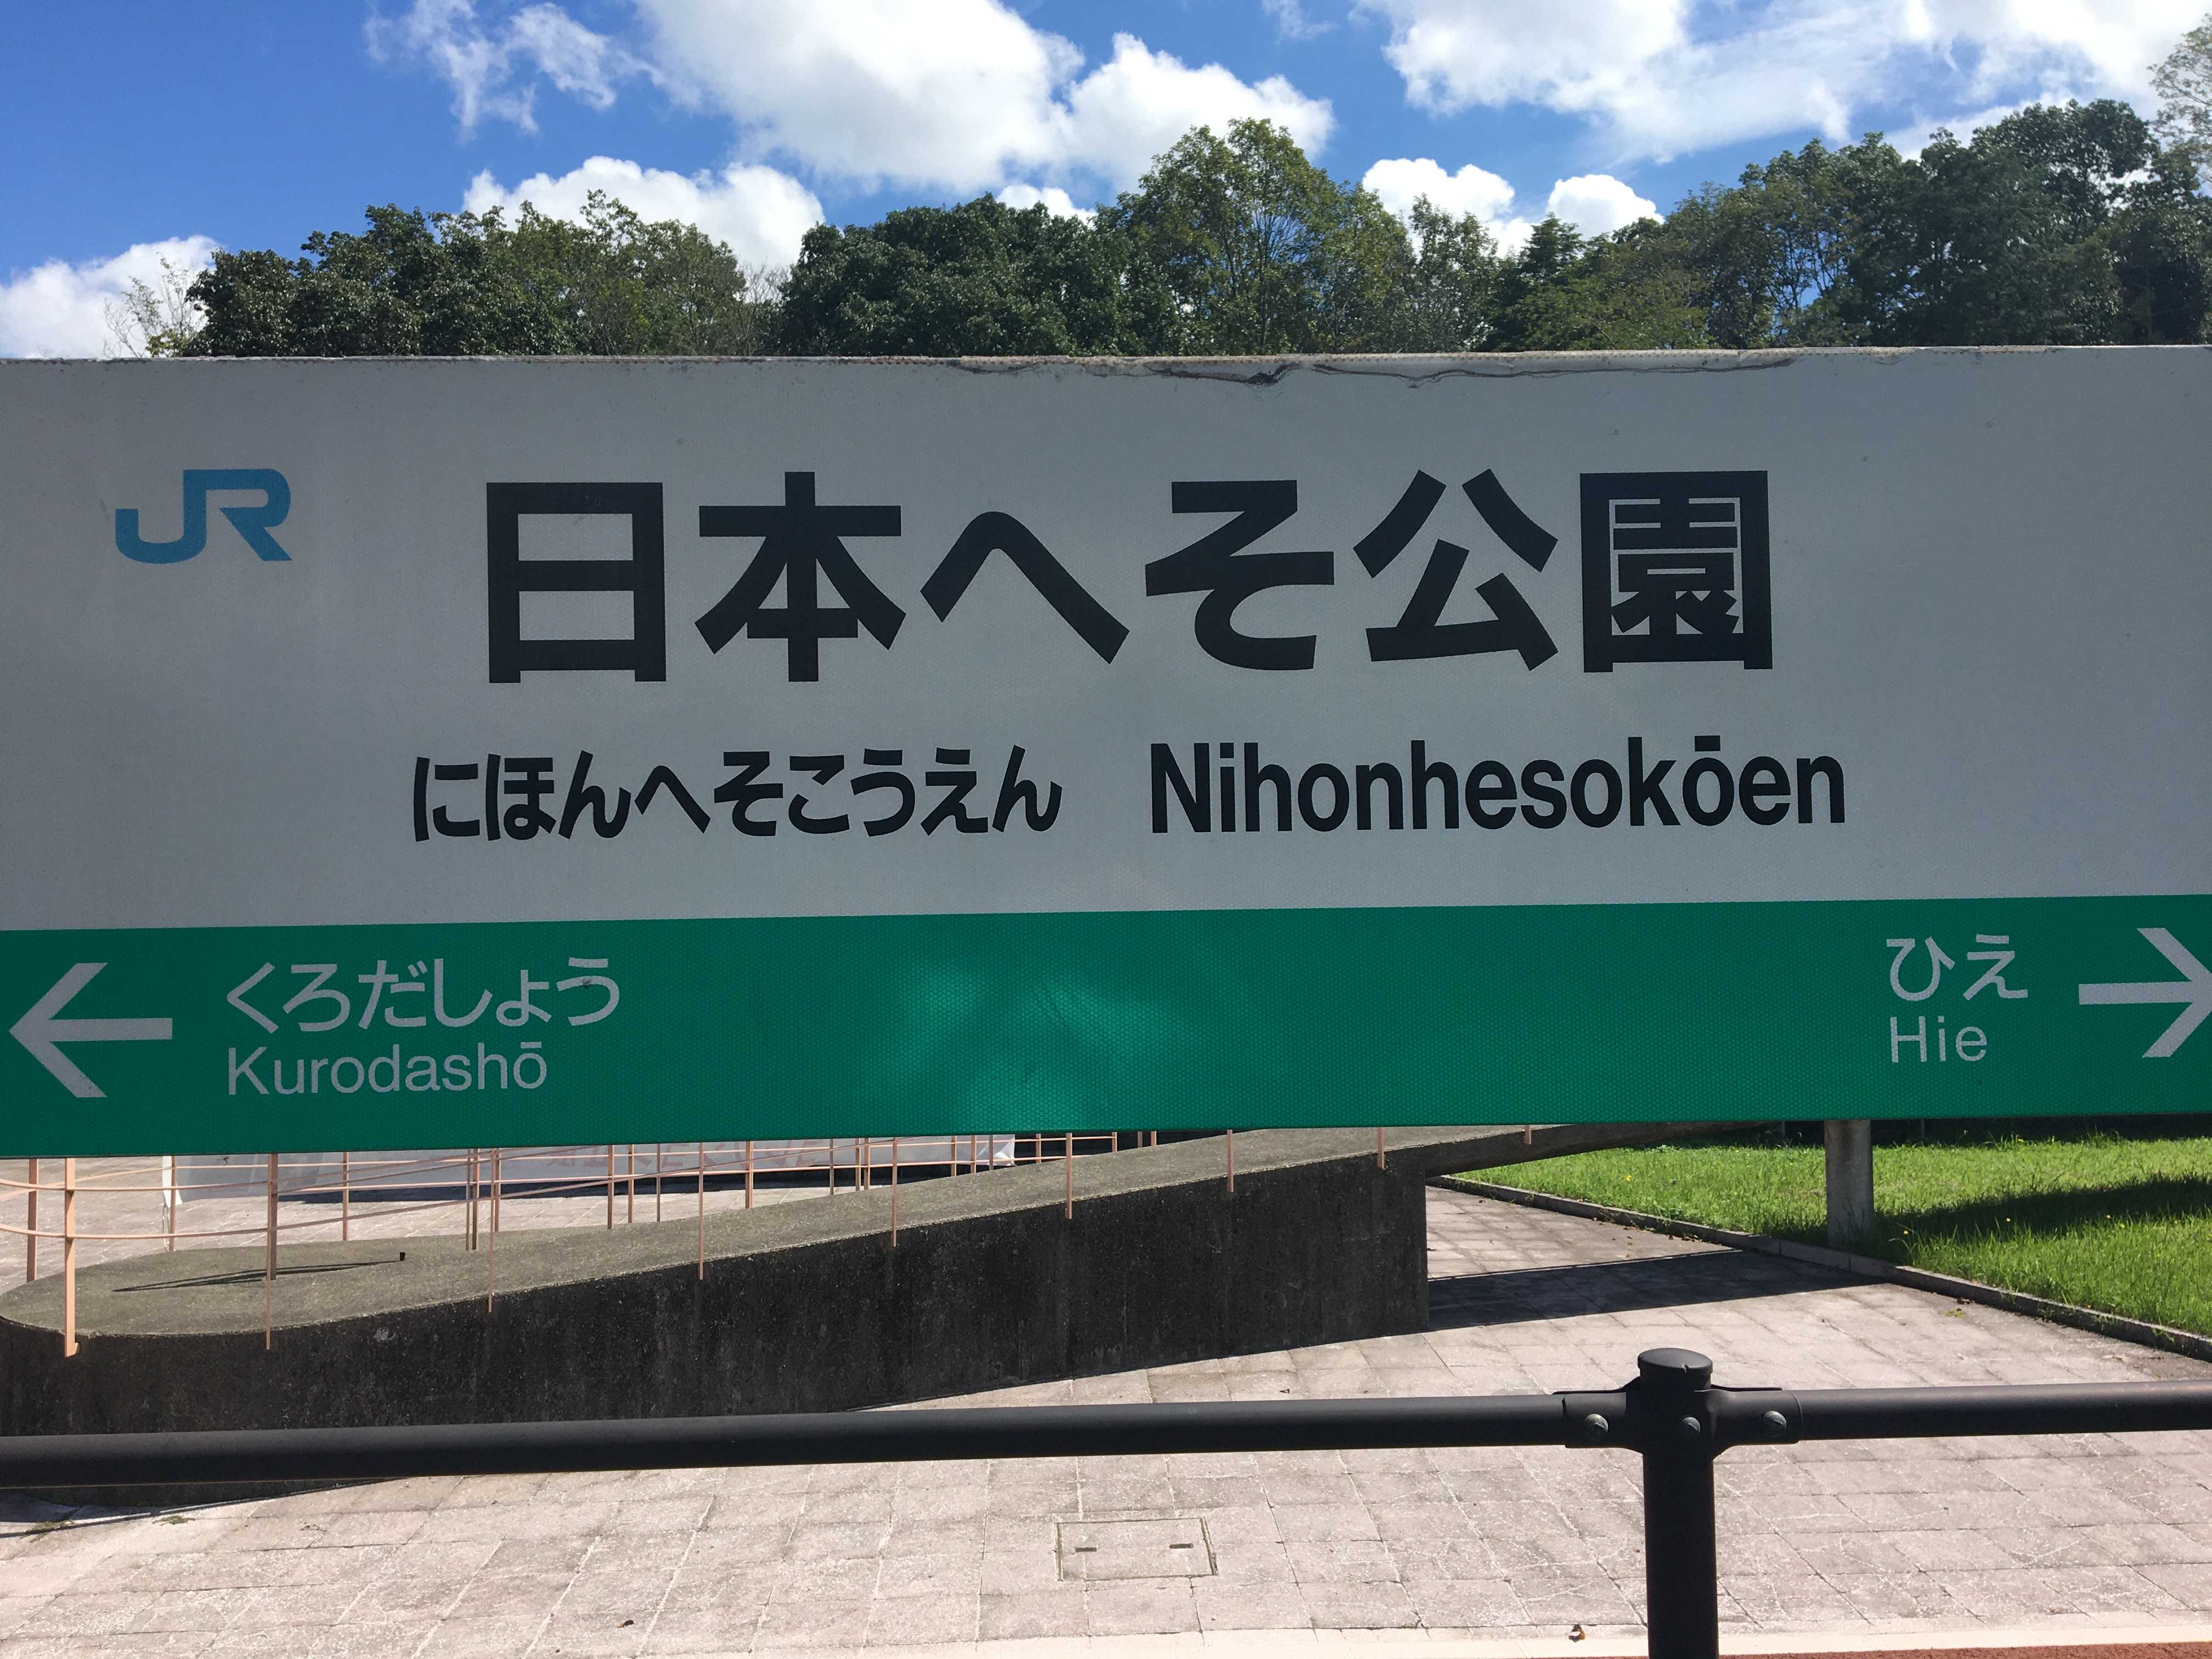 JR
日本へそ公園
にほんへそこうえん Nihonhesokōen
← くろだしょう
Kurodashō
ひえ →
Hie